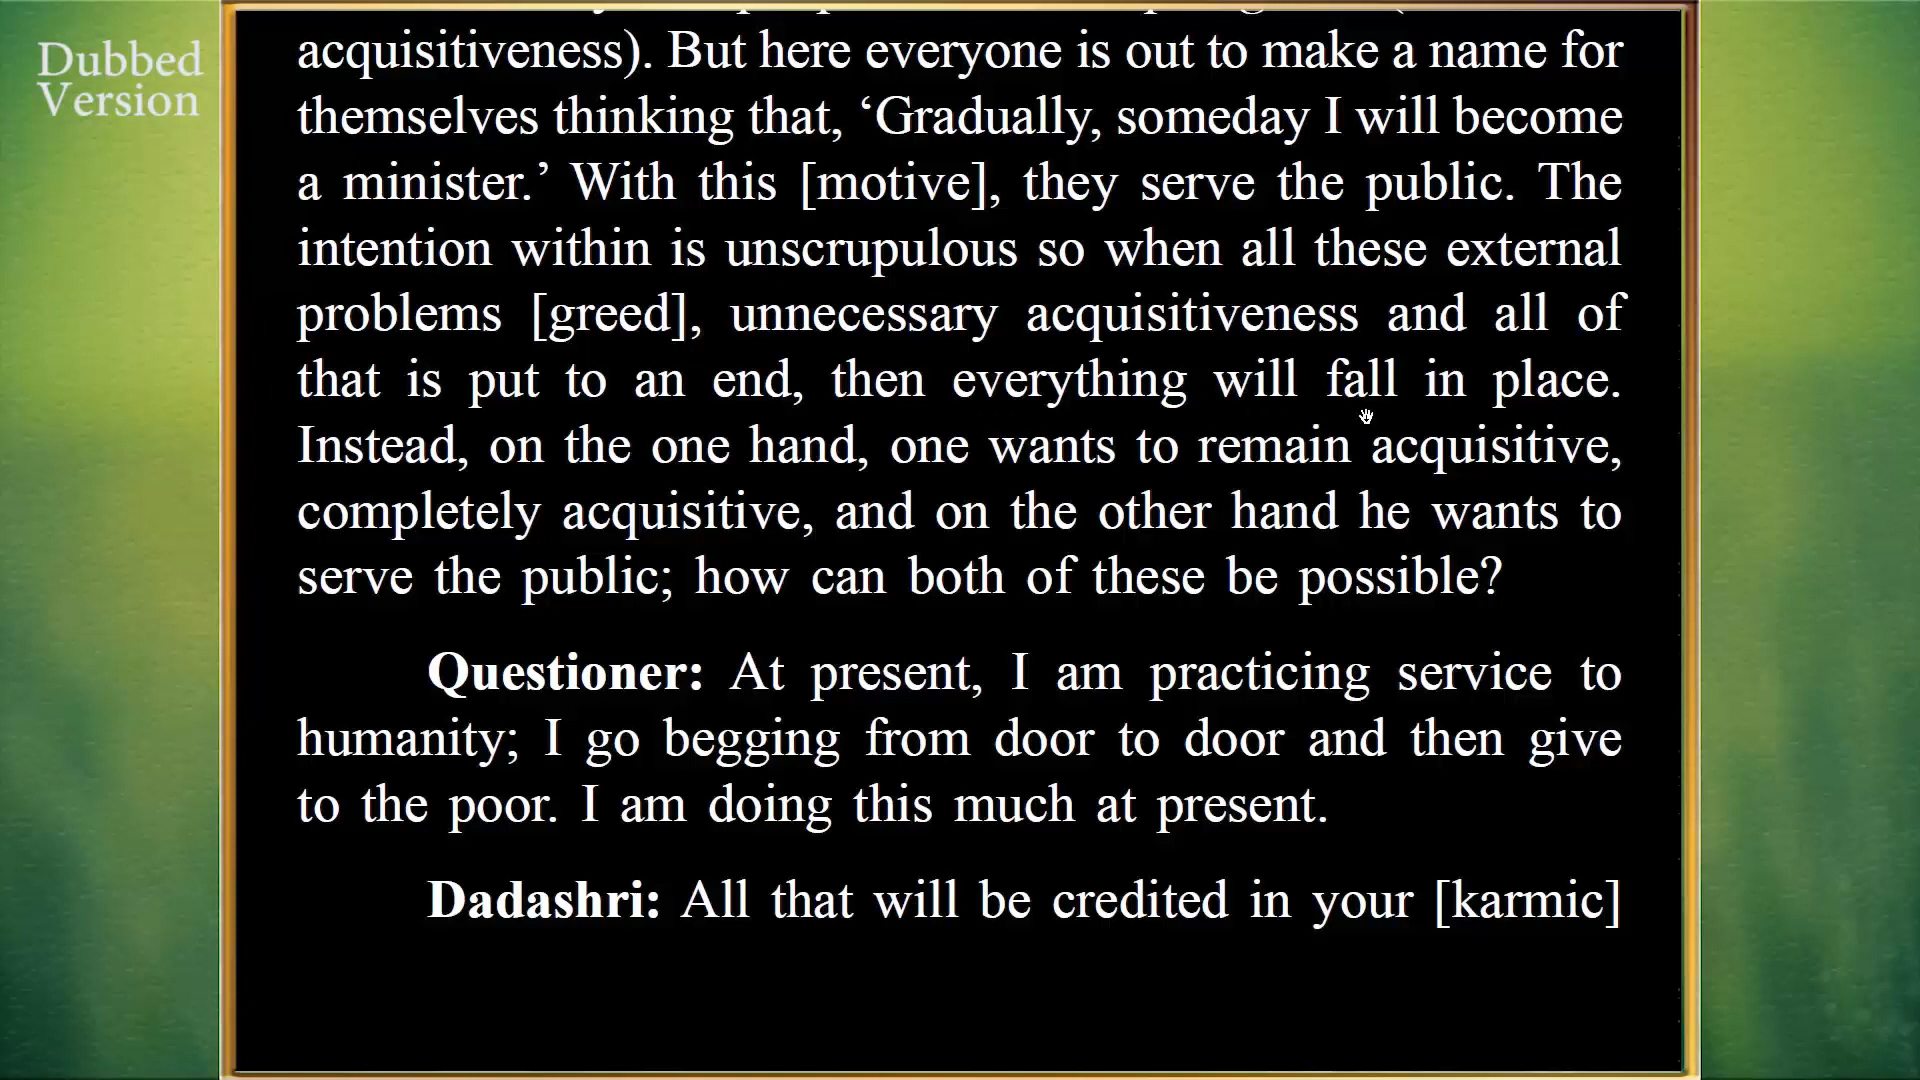 Dubbed
Version
acquisitiveness). But here everyone is out to make a name for
themselves thinking that, ‘Gradually, someday I will become
a minister.’ With this [motive], they serve the public. The
intention within is unscrupulous so when all these external
problems [greed], unnecessary acquisitiveness and all of
that is put to an end, then everything will fall in place.
Instead, on the one hand, one wants to remain acquisitive,
completely acquisitive, and on the other hand he wants to
serve the public; how can both of these be possible?
Questioner: At present, I am practicing service to
humanity; I go begging from door to door and then give
to the poor. I am doing this much at present.
Dadashri: All that will be credited in your [karmic]